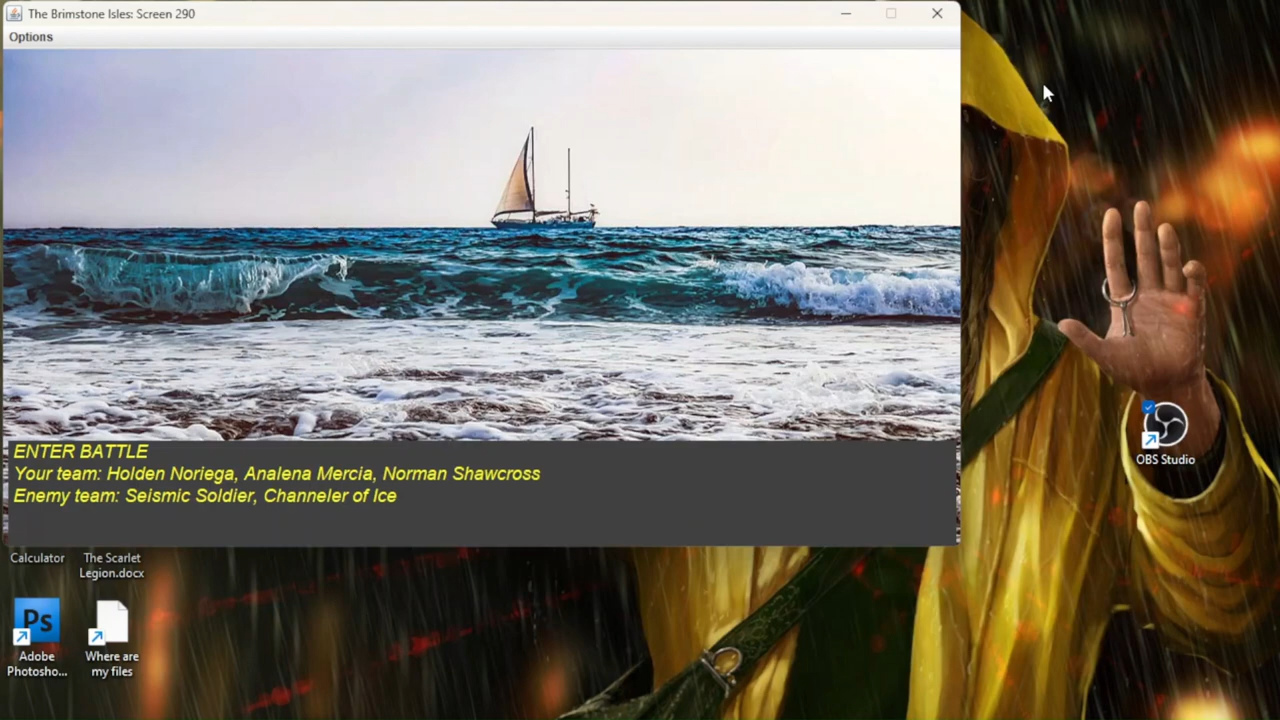 The Brimstone Isles: Screen 290
Options
ENTER BATTLE
Your team: Holden Noriega, Analena Mercia, Norman Shawcross
Enemy team: Seismic Soldier, Channeler of Ice
OBS Studio
Calculator
The Scarlet
Legion.docx
Ps
Adobe
Photosho...
Where are
my files